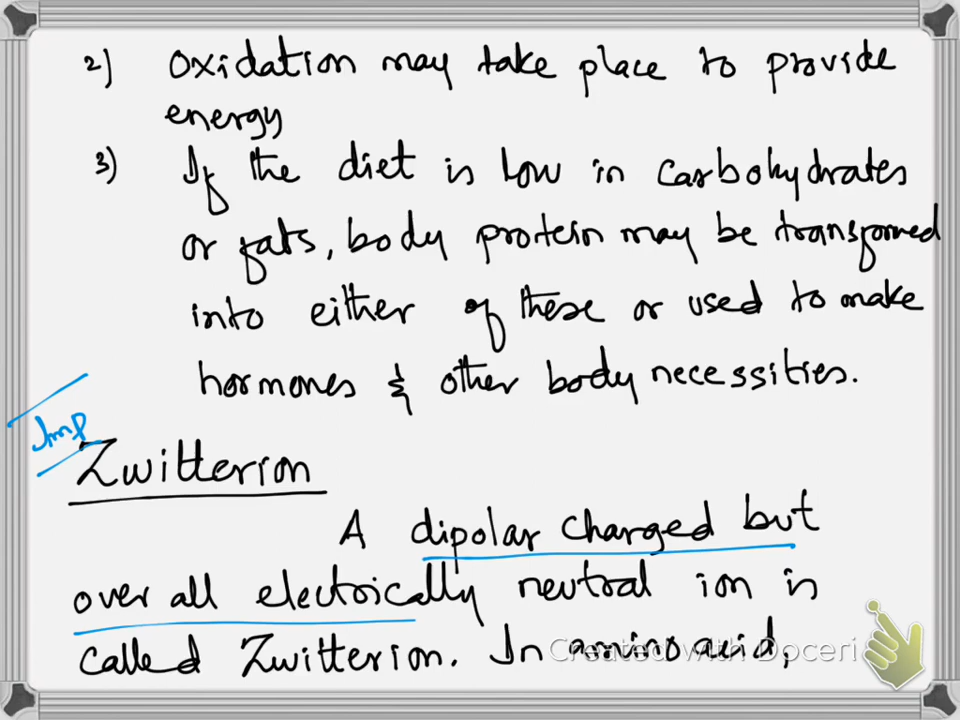 2) Oxidation may take place to provide
energy
3) If the diet is low in carbohydrates
or fats, body protein may be transformed
into either of these or used to make
hormones & other body necessities.
Imp
Zwitterion
A dipolar charged but
over all electrically neutral ion is
called Zwitterion. In amino acid,
Created with Doceri